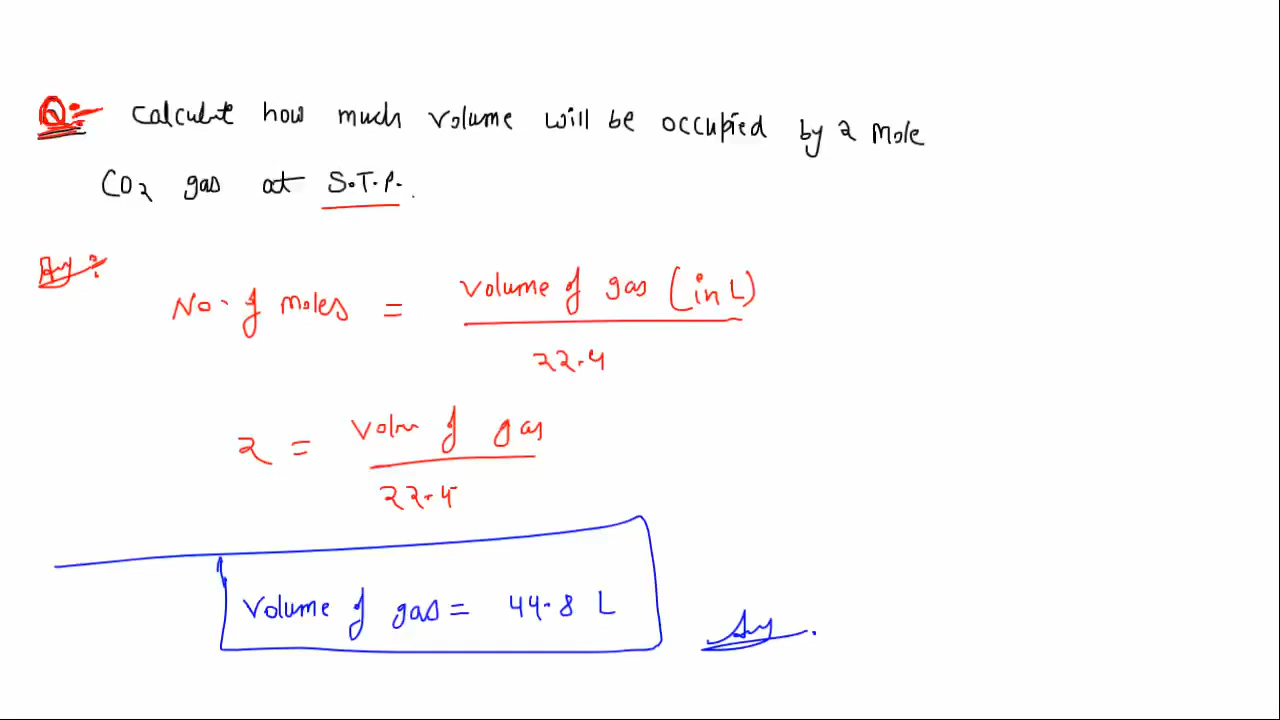 Q:- Calculate how much volume will be occupied by 2 mole
CO2 gas at S.T.P.
Ans:
No. of moles = Volume of gas (in L)
22.4
2 = Volm of gas
22.4
Volume of gas = 44.8 L
Ans.